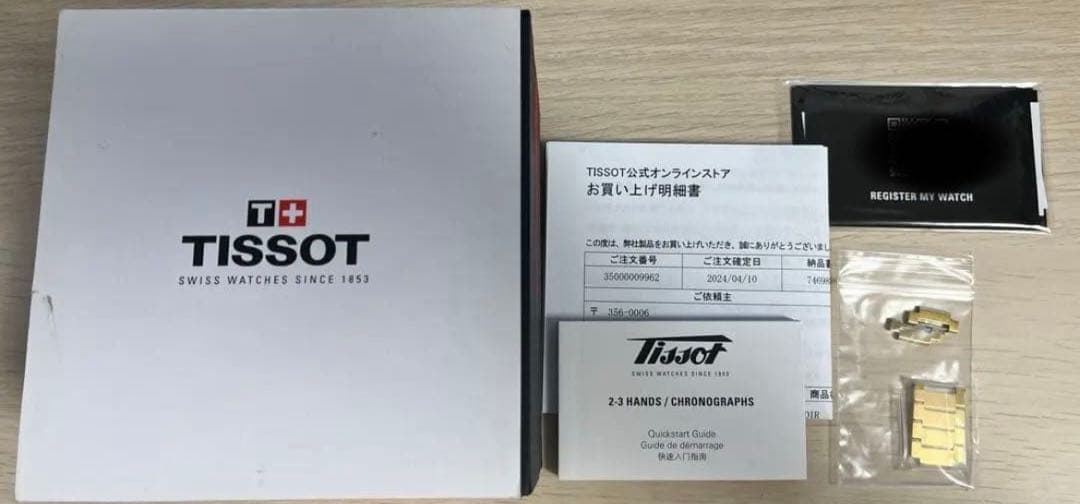 T+
TISSOT
SWISS WATCHES SINCE 1853
TISSOT公式オンラインストア
お買い上げ明細書
この度は、弊社製品をお買い上げいただき、誠にありがとうござい
ご注文番号 ご注文確定日 納品
35000009962 2024/04/10 74698
ご依頼主
〒 356-0006
商品
OIR
Tissot
SWISS WATCHES SINCE 1853
2-3 HANDS / CHRONOGRAPHS
Quickstart Guide
Guide de démarrage
快速入门指南
REGISTER MY WATCH